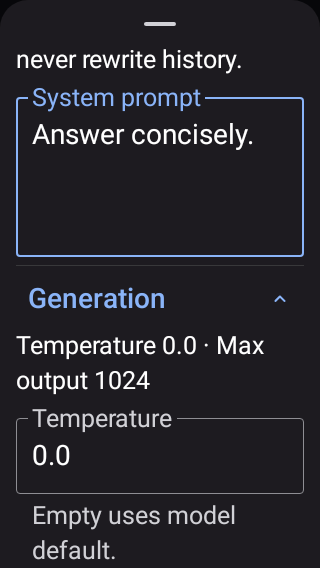 never rewrite history.
System prompt
Answer concisely.
Generation
Temperature 0.0 · Max
output 1024
Temperature
0.0
Empty uses model
default.